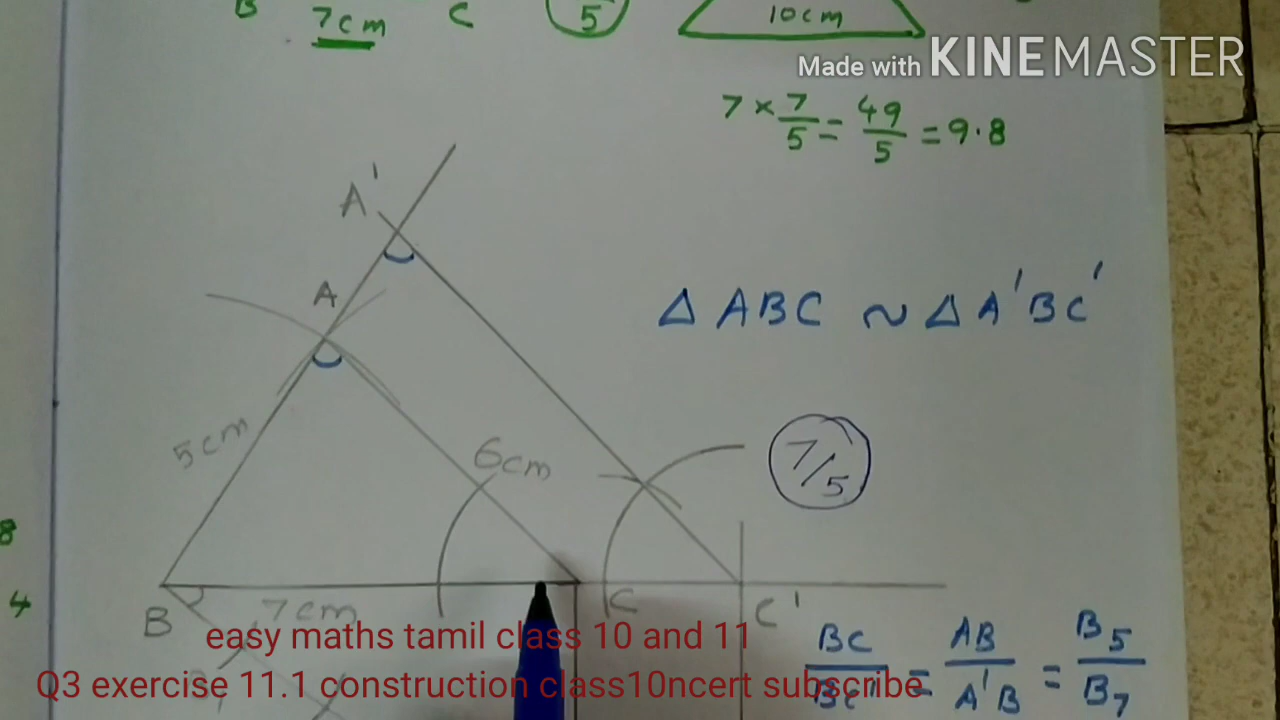 B 7cm C 5 10cm
Made with KINEMASTER
7 × 7/5 = 49/5 = 9.8
A'
A
Δ ABC ~ Δ A'BC'
5cm 6cm 7/5
8
4
B 7cm C C'
easy maths tamil class 10 and 11
BC/BC' = AB/A'B = B5/B7
Q3 exercise 11.1 construction class10ncert subscribe